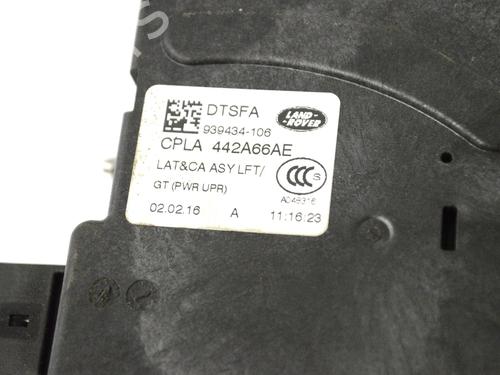 DTSFA
LAND-
ROVER
939434-106
CPLA 442A66AE
LAT&CA ASY LFT/
GT (PWR UPR)
CCC S
A048316
02.02.16 A 11:16:23